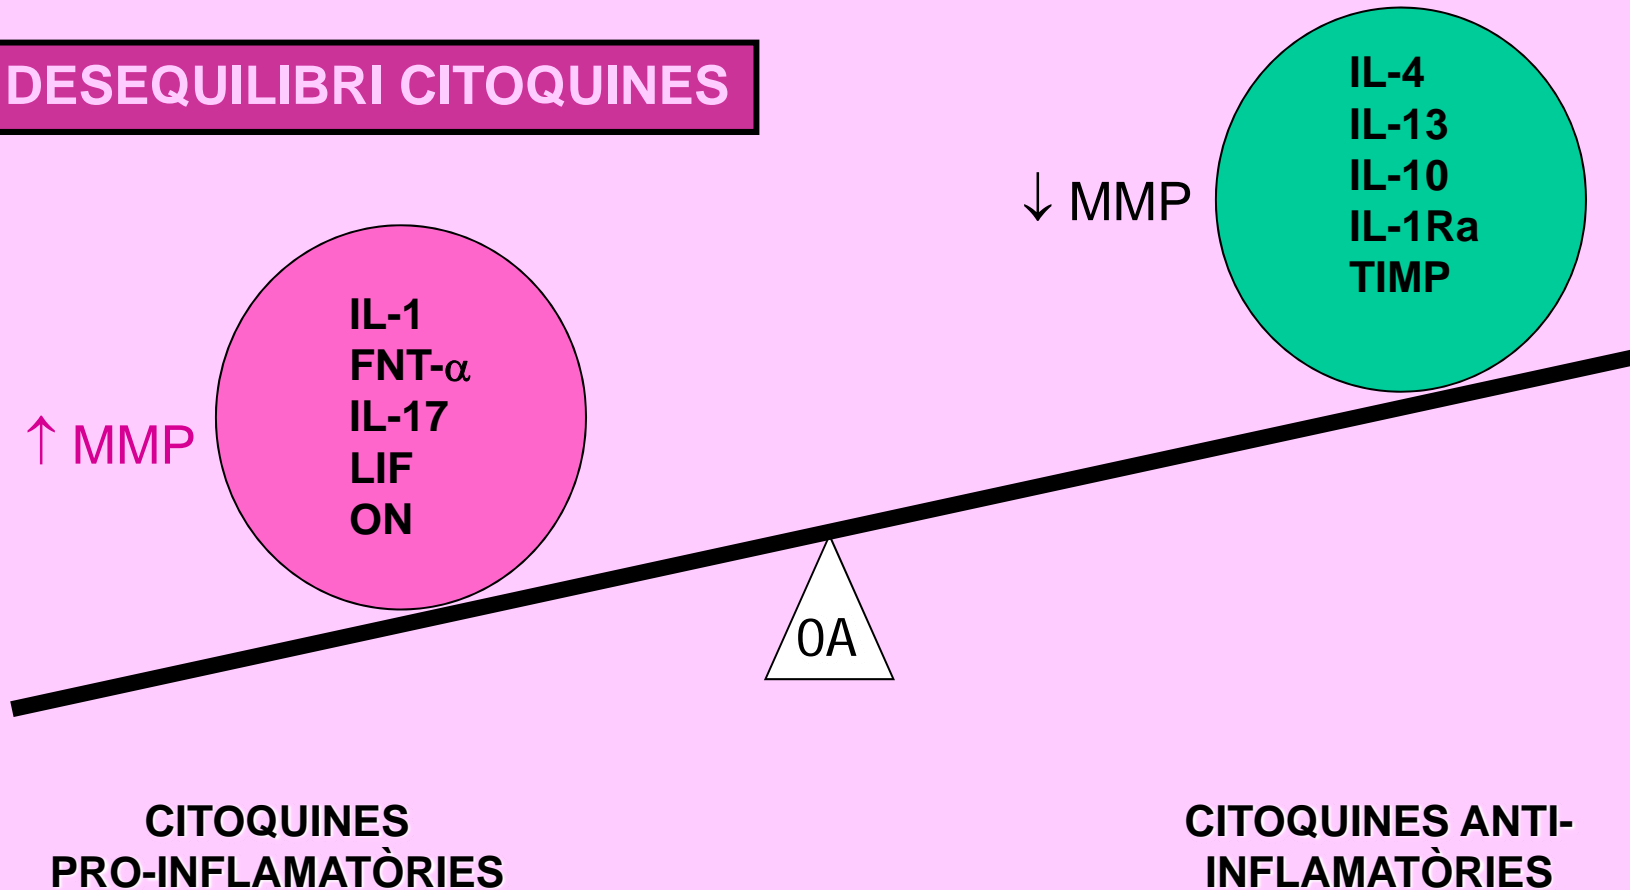 DESEQUILIBRI CITOQUINES
IL-4
IL-13
IL-10
IL-1Ra
TIMP
↓ MMP
IL-1
FNT-α
IL-17
LIF
ON
↑ MMP
OA
CITOQUINES
PRO-INFLAMATÒRIES
CITOQUINES ANTI-
INFLAMATÒRIES